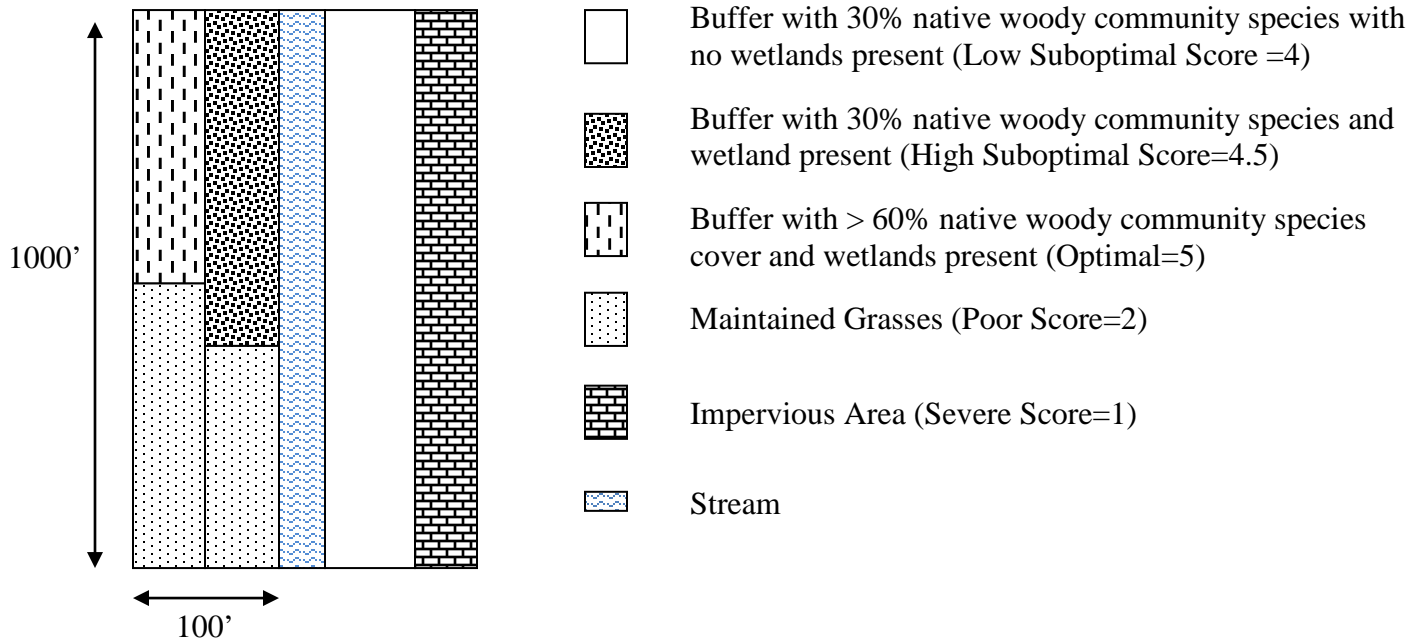 Buffer with 30% native woody community species with
no wetlands present (Low Suboptimal Score =4)
Buffer with 30% native woody community species and
wetland present (High Suboptimal Score=4.5)
Buffer with > 60% native woody community species
cover and wetlands present (Optimal=5)
1000’
Maintained Grasses (Poor Score=2)
Impervious Area (Severe Score=1)
Stream
100’